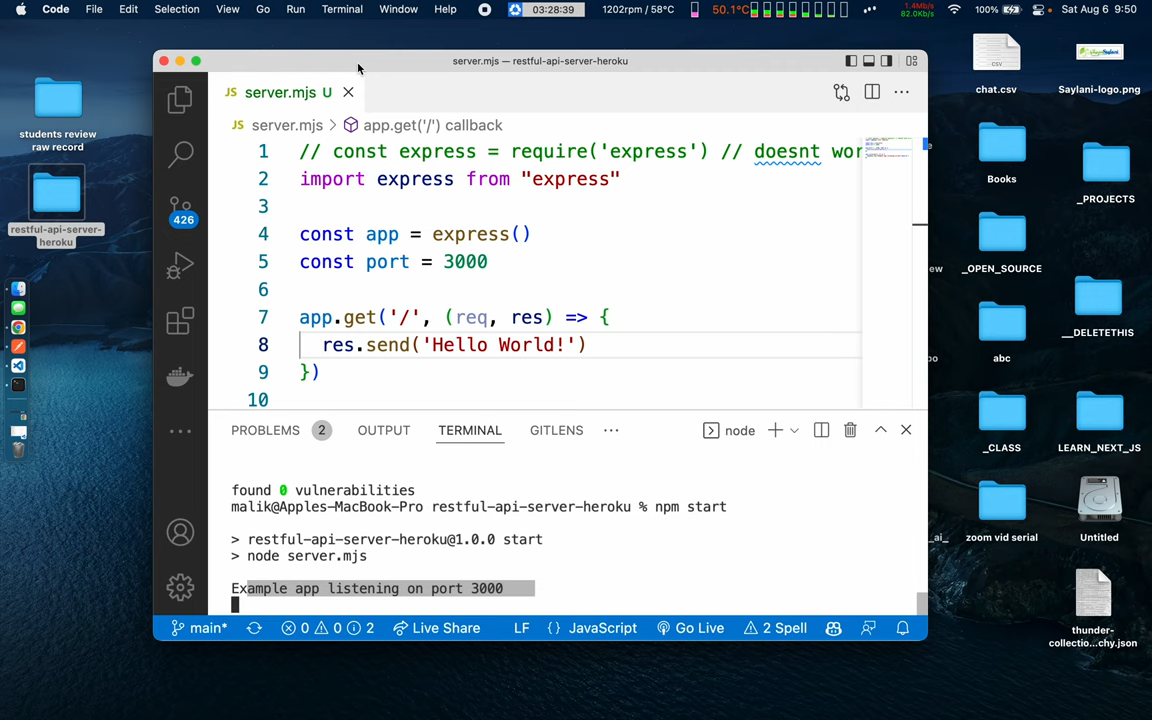 Code File Edit Selection View Go Run Terminal Window Help 03:28:39 1202rpm / 58°C 50.1°C 1.4Mb/s 82.0Kb/s 100% Sat Aug 6 9:50
server.mjs — restful-api-server-heroku
JS server.mjs U
JS server.mjs > app.get('/') callback
1 // const express = require('express') // doesnt wor
2 import express from "express"
3
4 const app = express()
5 const port = 3000
6
7 app.get('/', (req, res) => {
8 res.send('Hello World!')
9 })
10
426
PROBLEMS 2 OUTPUT TERMINAL GITLENS ··· node
found 0 vulnerabilities
malik@Apples-MacBook-Pro restful-api-server-heroku % npm start
> restful-api-server-heroku@1.0.0 start
> node server.mjs
Example app listening on port 3000
main* 0 0 2 Live Share LF {} JavaScript Go Live 2 Spell
students review
raw record
restful-api-server-
heroku
CSV
chat.csv
Saylani-logo.png
Books
_PROJECTS
ew
_OPEN_SOURCE
__DELETETHIS
abc
_CLASS
LEARN_NEXT_JS
_ai_
zoom vid serial
Untitled
thunder-
collectio...chy.json